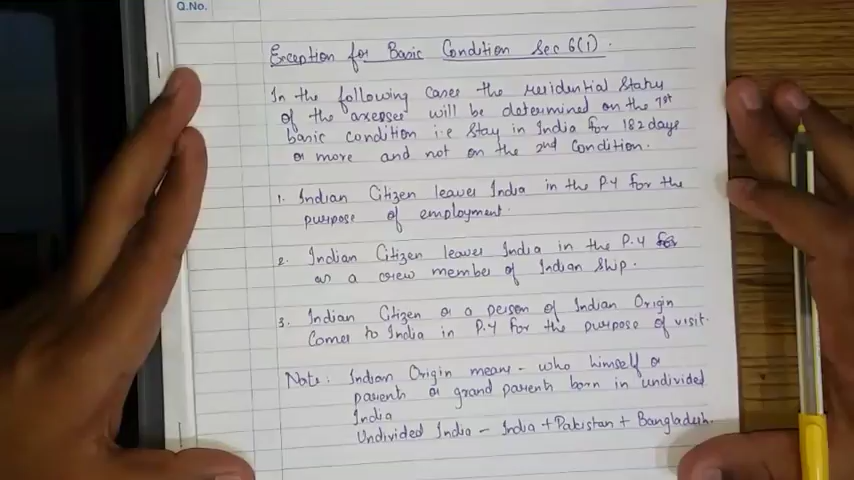 Q.No.
Exception for Basic Condition Sec 6(1).
In the following cases the residential Status
of the axessee will be determined on the 1st
basic condition i.e Stay in India for 182 days
or more and not on the 2nd Condition.
1. Indian Citizen leaves India in the P.Y for the
purpose of employment.
2. Indian Citizen leaves India in the P.Y
as a crew member of Indian Ship.
3. Indian Citizen or a person of Indian Origin
Comes to India in P.Y for the purpose of visit.
Note: Indian Origin means - who himself or
parents or grand parents born in undivided
India
Undivided India - India + Pakistan + Bangladesh.